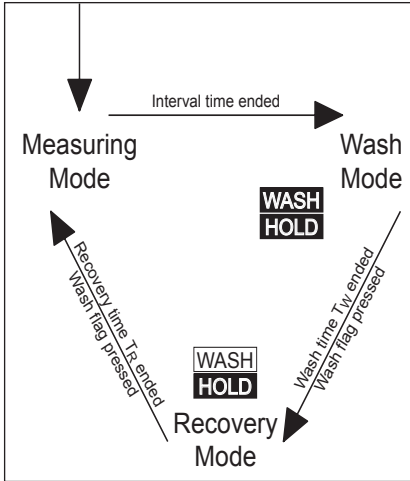 Interval time ended
Measuring
Mode
Wash
Mode
WASH
HOLD
Recovery time TR ended
Wash flag pressed
Wash time TW ended
Wash flag pressed
WASH
HOLD
Recovery
Mode